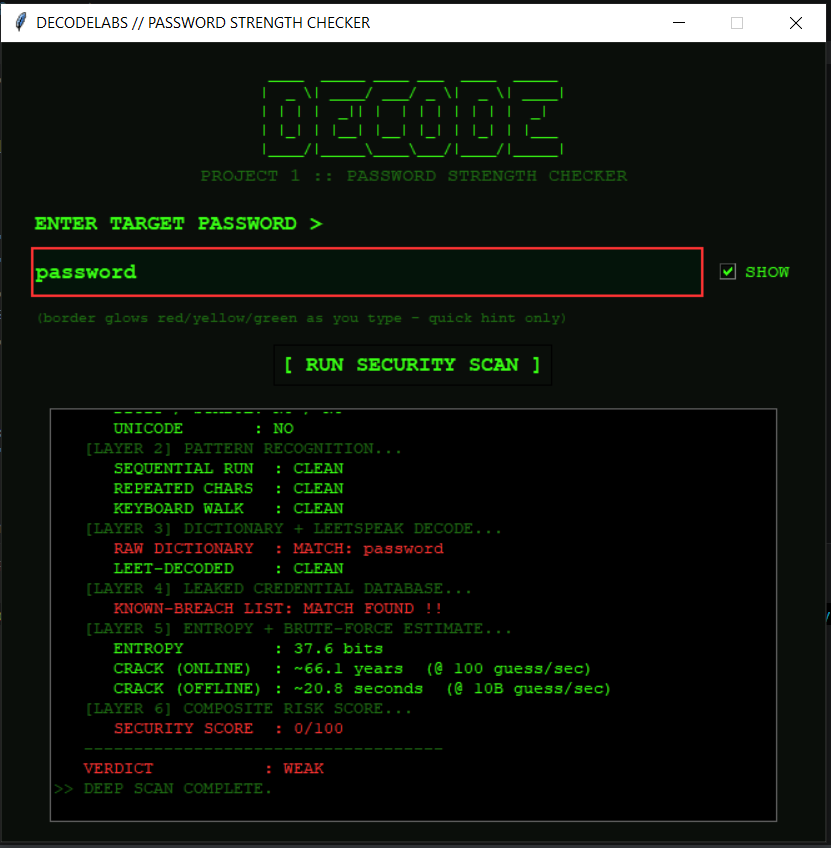 DECODELABS // PASSWORD STRENGTH CHECKER
DECODE
PROJECT 1 :: PASSWORD STRENGTH CHECKER
ENTER TARGET PASSWORD >
password
SHOW
(border glows red/yellow/green as you type - quick hint only)
[ RUN SECURITY SCAN ]
UNICODE : NO
[LAYER 2] PATTERN RECOGNITION...
SEQUENTIAL RUN : CLEAN
REPEATED CHARS : CLEAN
KEYBOARD WALK : CLEAN
[LAYER 3] DICTIONARY + LEETSPEAK DECODE...
RAW DICTIONARY : MATCH: password
LEET-DECODED : CLEAN
[LAYER 4] LEAKED CREDENTIAL DATABASE...
KNOWN-BREACH LIST: MATCH FOUND !!
[LAYER 5] ENTROPY + BRUTE-FORCE ESTIMATE...
ENTROPY : 37.6 bits
CRACK (ONLINE) : ~66.1 years (@ 100 guess/sec)
CRACK (OFFLINE) : ~20.8 seconds (@ 10B guess/sec)
[LAYER 6] COMPOSITE RISK SCORE...
SECURITY SCORE : 0/100
------------------------------------
VERDICT : WEAK
>> DEEP SCAN COMPLETE.